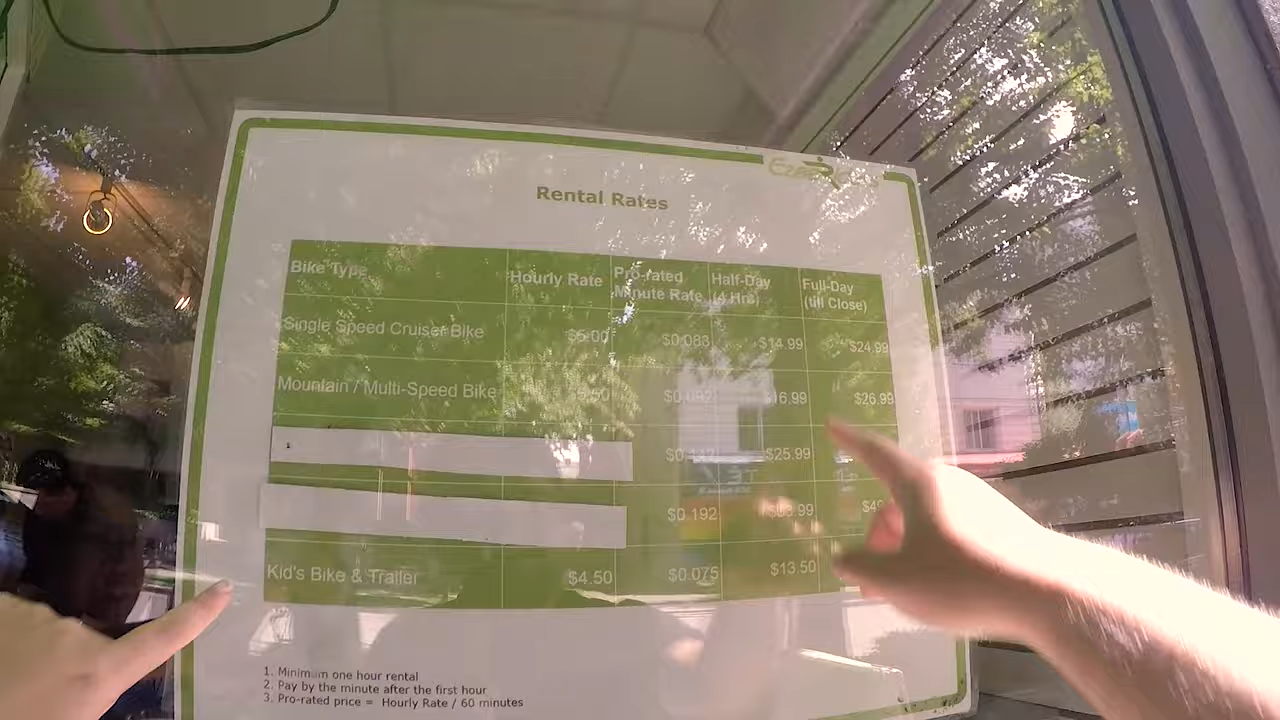 Rental Rates
Bike Type Hourly Rate Pro-rated Minute Rate Half-Day (4 Hrs) Full-Day (till Close)
Single Speed Cruiser Bike $5.00 $0.083 $14.99 $24.99
Mountain / Multi-Speed Bike $0.092 $16.99 $26.99
$25.99
$0.192
Kid's Bike & Trailer $4.50 $0.075 $13.50
1. Minimum one hour rental
2. Pay by the minute after the first hour
3. Pro-rated price = Hourly Rate / 60 minutes